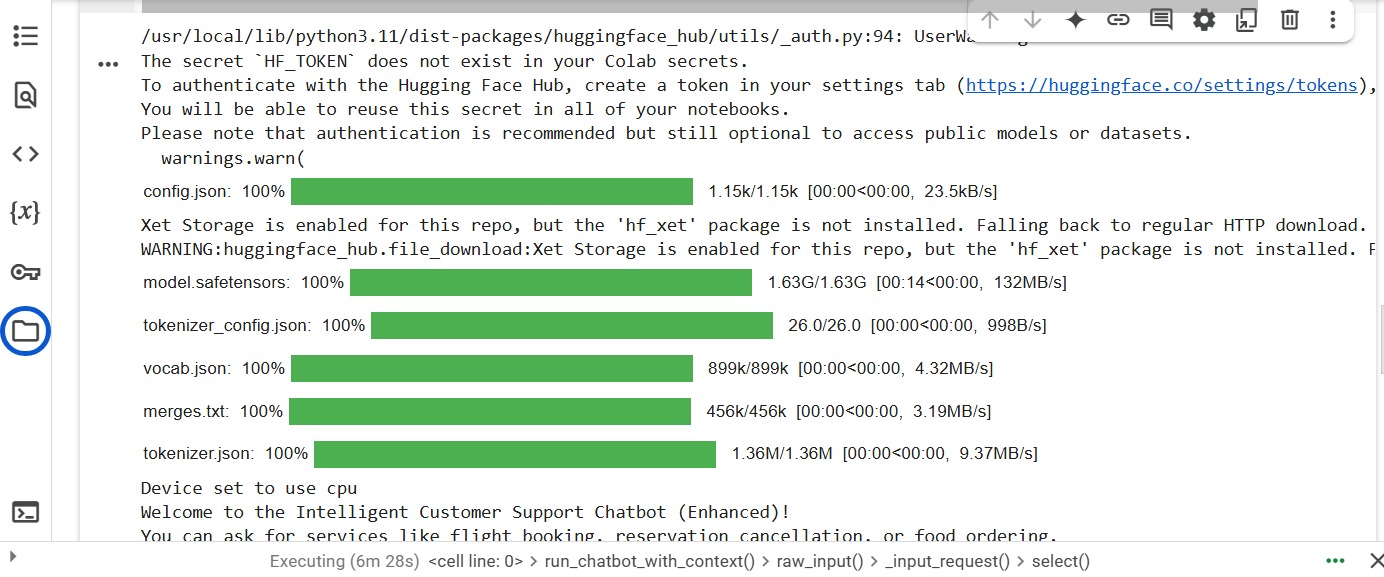 /usr/local/lib/python3.11/dist-packages/huggingface_hub/utils/_auth.py:94:
The secret `HF_TOKEN` does not exist in your Colab secrets.
To authenticate with the Hugging Face Hub, create a token in your settings tab (https://huggingface.co/settings/tokens),
You will be able to reuse this secret in all of your notebooks.
Please note that authentication is recommended but still optional to access public models or datasets.
warnings.warn(
config.json: 100% 1.15k/1.15k [00:00<00:00, 23.5kB/s]
Xet Storage is enabled for this repo, but the 'hf_xet' package is not installed. Falling back to regular HTTP download.
WARNING:huggingface_hub.file_download:Xet Storage is enabled for this repo, but the 'hf_xet' package is not installed.
model.safetensors: 100% 1.63G/1.63G [00:14<00:00, 132MB/s]
tokenizer_config.json: 100% 26.0/26.0 [00:00<00:00, 998B/s]
vocab.json: 100% 899k/899k [00:00<00:00, 4.32MB/s]
merges.txt: 100% 456k/456k [00:00<00:00, 3.19MB/s]
tokenizer.json: 100% 1.36M/1.36M [00:00<00:00, 9.37MB/s]
Device set to use cpu
Welcome to the Intelligent Customer Support Chatbot (Enhanced)!
You can ask for services like flight booking, reservation cancellation, or food ordering.
Executing (6m 28s) <cell line: 0> > run_chatbot_with_context() > raw_input() > _input_request() > select()